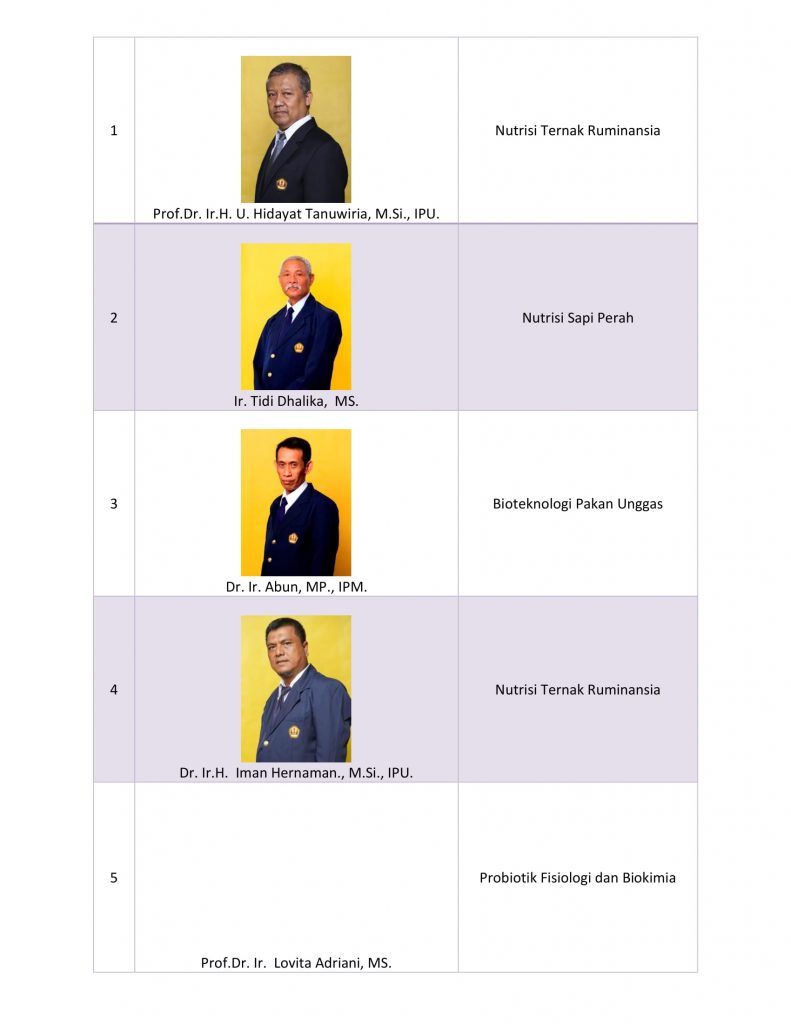 1
Nutrisi Ternak Ruminansia
Prof.Dr. Ir.H. U. Hidayat Tanuwiria, M.Si., IPU.
2
Nutrisi Sapi Perah
Ir. Tidi Dhalika,  MS.
3
Bioteknologi Pakan Unggas
Dr. Ir. Abun, MP., IPM.
4
Nutrisi Ternak Ruminansia
Dr. Ir.H.  Iman Hernaman., M.Si., IPU.
5
Probiotik Fisiologi dan Biokimia
Prof.Dr. Ir.  Lovita Adriani, MS.